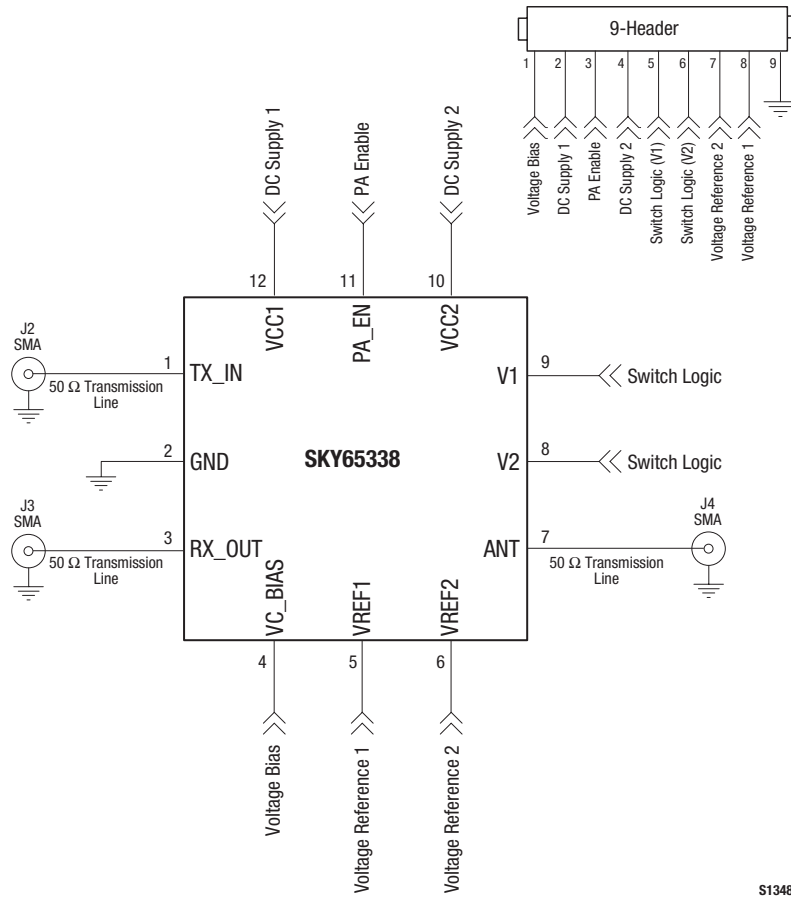 9-Header
1 2 3 4 5 6 7 8 9
Voltage Bias
DC Supply 1
PA Enable
DC Supply 2
Switch Logic (V1)
Switch Logic (V2)
Voltage Reference 2
Voltage Reference 1
DC Supply 1
PA Enable
DC Supply 2
12 11 10
VCC1 PA_EN VCC2
J2
SMA
50 Ω Transmission
Line
1 TX_IN
V1 9 Switch Logic
2 GND
SKY65338
V2 8 Switch Logic
J3
SMA
50 Ω Transmission
Line
3 RX_OUT
ANT 7
50 Ω Transmission
Line
J4
SMA
VC_BIAS VREF1 VREF2
4 5 6
Voltage Bias
Voltage Reference 1
Voltage Reference 2
S1348